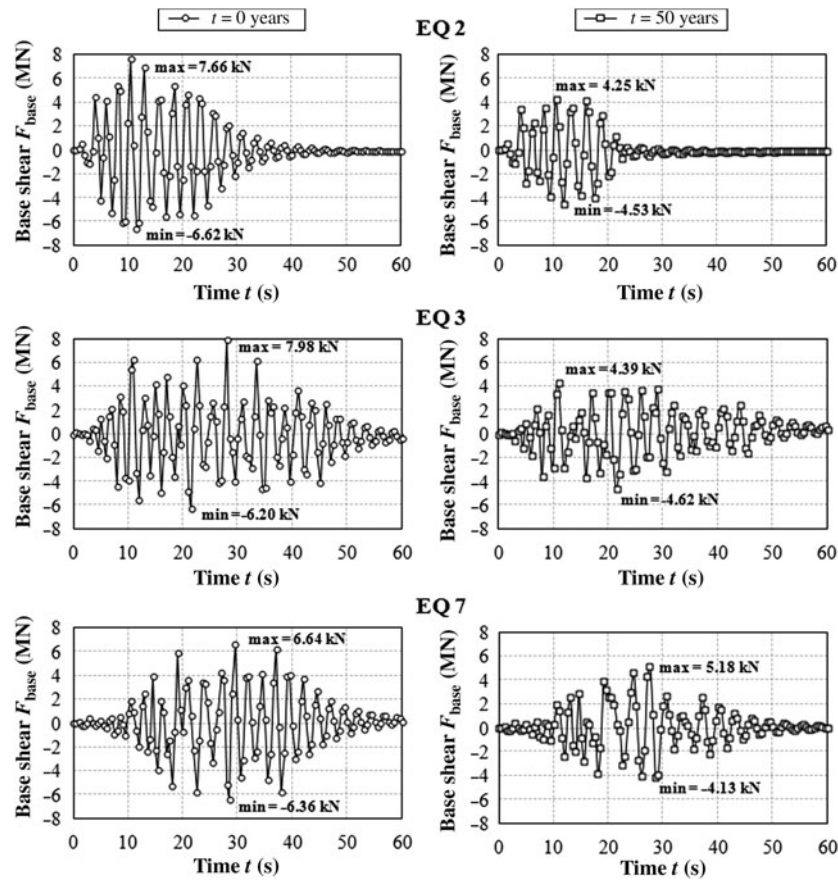 t = 0 years
t = 50 years
EQ 2
Base shear F_base (MN)
8
6
4
2
0
−2
−4
−6
−8
max = 7.66 kN
min = -6.62 kN
0 10 20 30 40 50 60
Time t (s)
Base shear F_base (MN)
8
6
4
2
0
−2
−4
−6
−8
max = 4.25 kN
min = -4.53 kN
0 10 20 30 40 50 60
Time t (s)
EQ 3
Base shear F_base (MN)
8
6
4
2
0
−2
−4
−6
−8
max = 7.98 kN
min = -6.20 kN
0 10 20 30 40 50 60
Time t (s)
Base shear F_base (MN)
8
6
4
2
0
−2
−4
−6
−8
max = 4.39 kN
min = -4.62 kN
0 10 20 30 40 50 60
Time t (s)
EQ 7
Base shear F_base (MN)
8
6
4
2
0
−2
−4
−6
−8
max = 6.64 kN
min = -6.36 kN
0 10 20 30 40 50 60
Time t (s)
Base shear F_base (MN)
8
6
4
2
0
−2
−4
−6
−8
max = 5.18 kN
min = -4.13 kN
0 10 20 30 40 50 60
Time t (s)